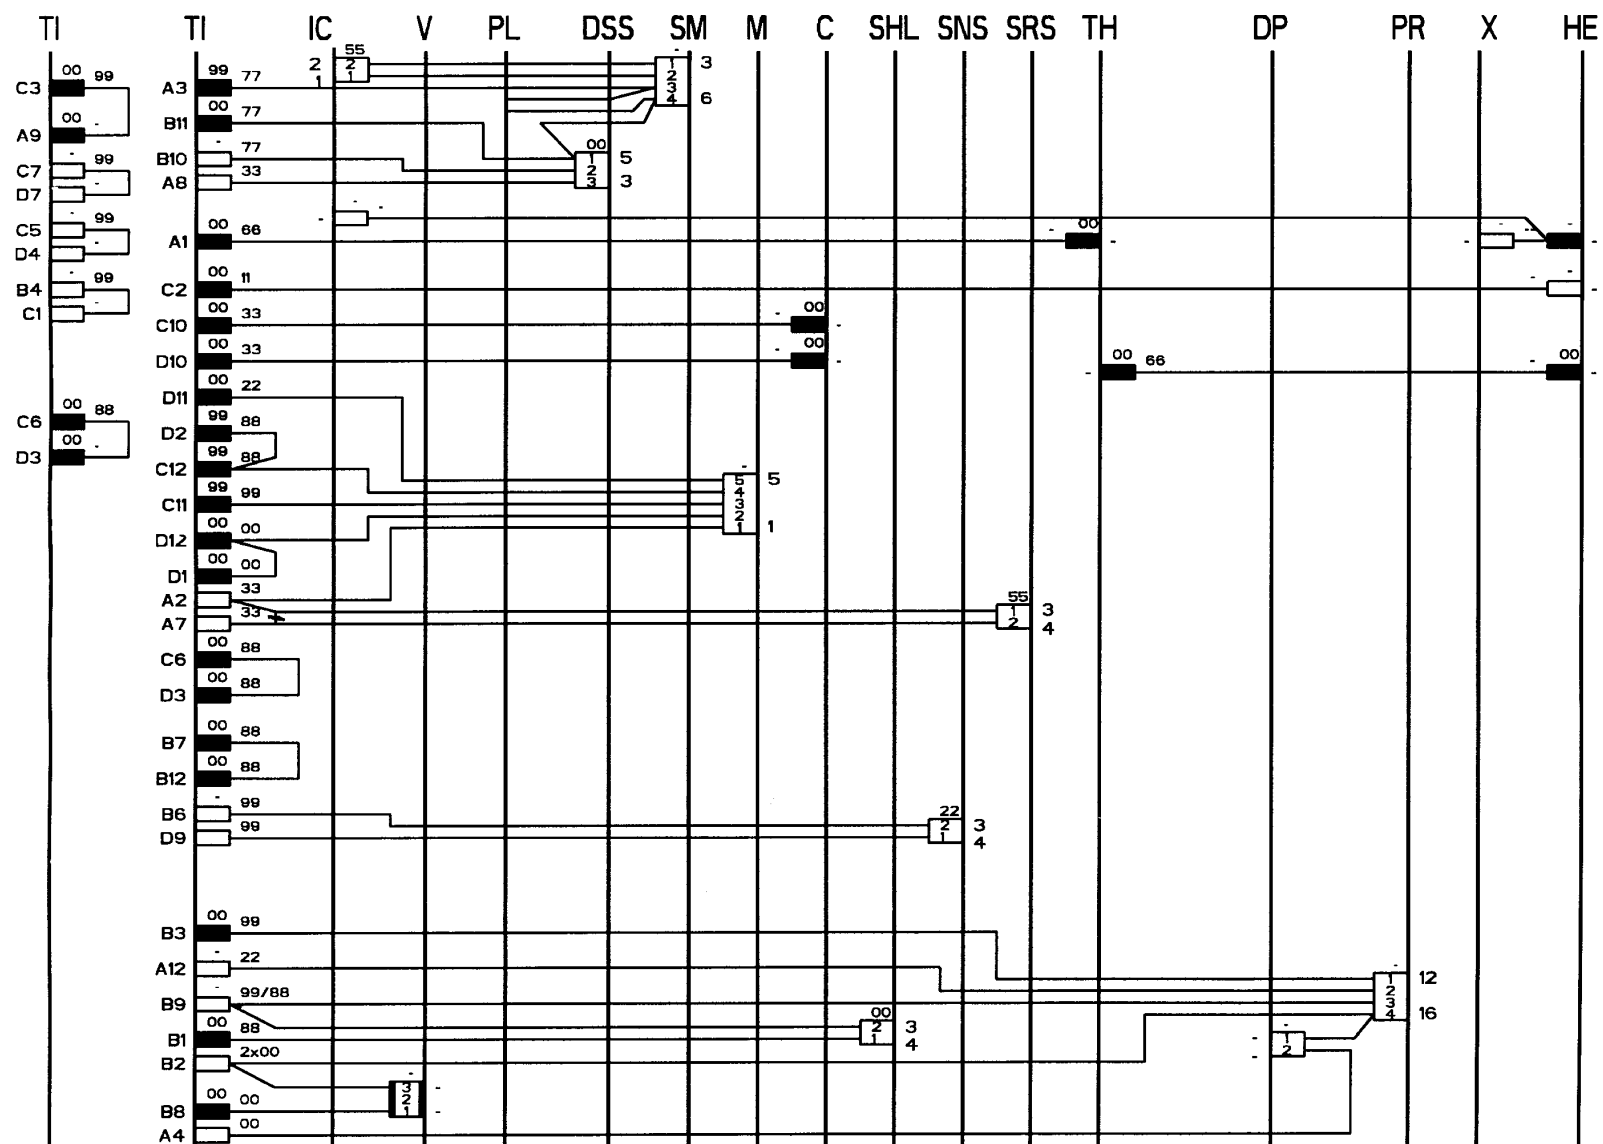 TI TI IC V PL DSS SM M C SHL SNS SRS TH DP PR X HE
55 -
2 2 1 3
00 99 99 77 1 1 2
C3 A3 3
00 4 6
00 - 77
A9 B11
- 99 - 77 00
C7 B10 1 5
- 33 2
D7 A8 3 3
- 99 - - -
C5 - 00 66 - 00 - - -- -
D4 A1 - - -
- 99 00 11 - -
B4 C2 -
- 00 33 - 00
C1 C10 -
00 33 - 00
D10 - 00 66 - 00
- -
00 22
D11
00 88 99 88
C6 D2
00 - 99 88
D3 C12 -
5 5
99 99 4
C11 3
00 00 2
D12 1 1
00 00
D1
33
A2 55
33 1 3
A7 2 4
00 88
C6
00 88
D3
00 88
B7
00 88
B12
- 99
B6 22
99 2 3
D9 1 4
00 99
B3
- 22 -
A12 1 12
- 99/88 2
B9 3
00 4 16
00 88 2 3 -
B1 1 4 - 1
2x00 - 2
B2 -
3 -
00 00 2
B8 1 -
00
A4